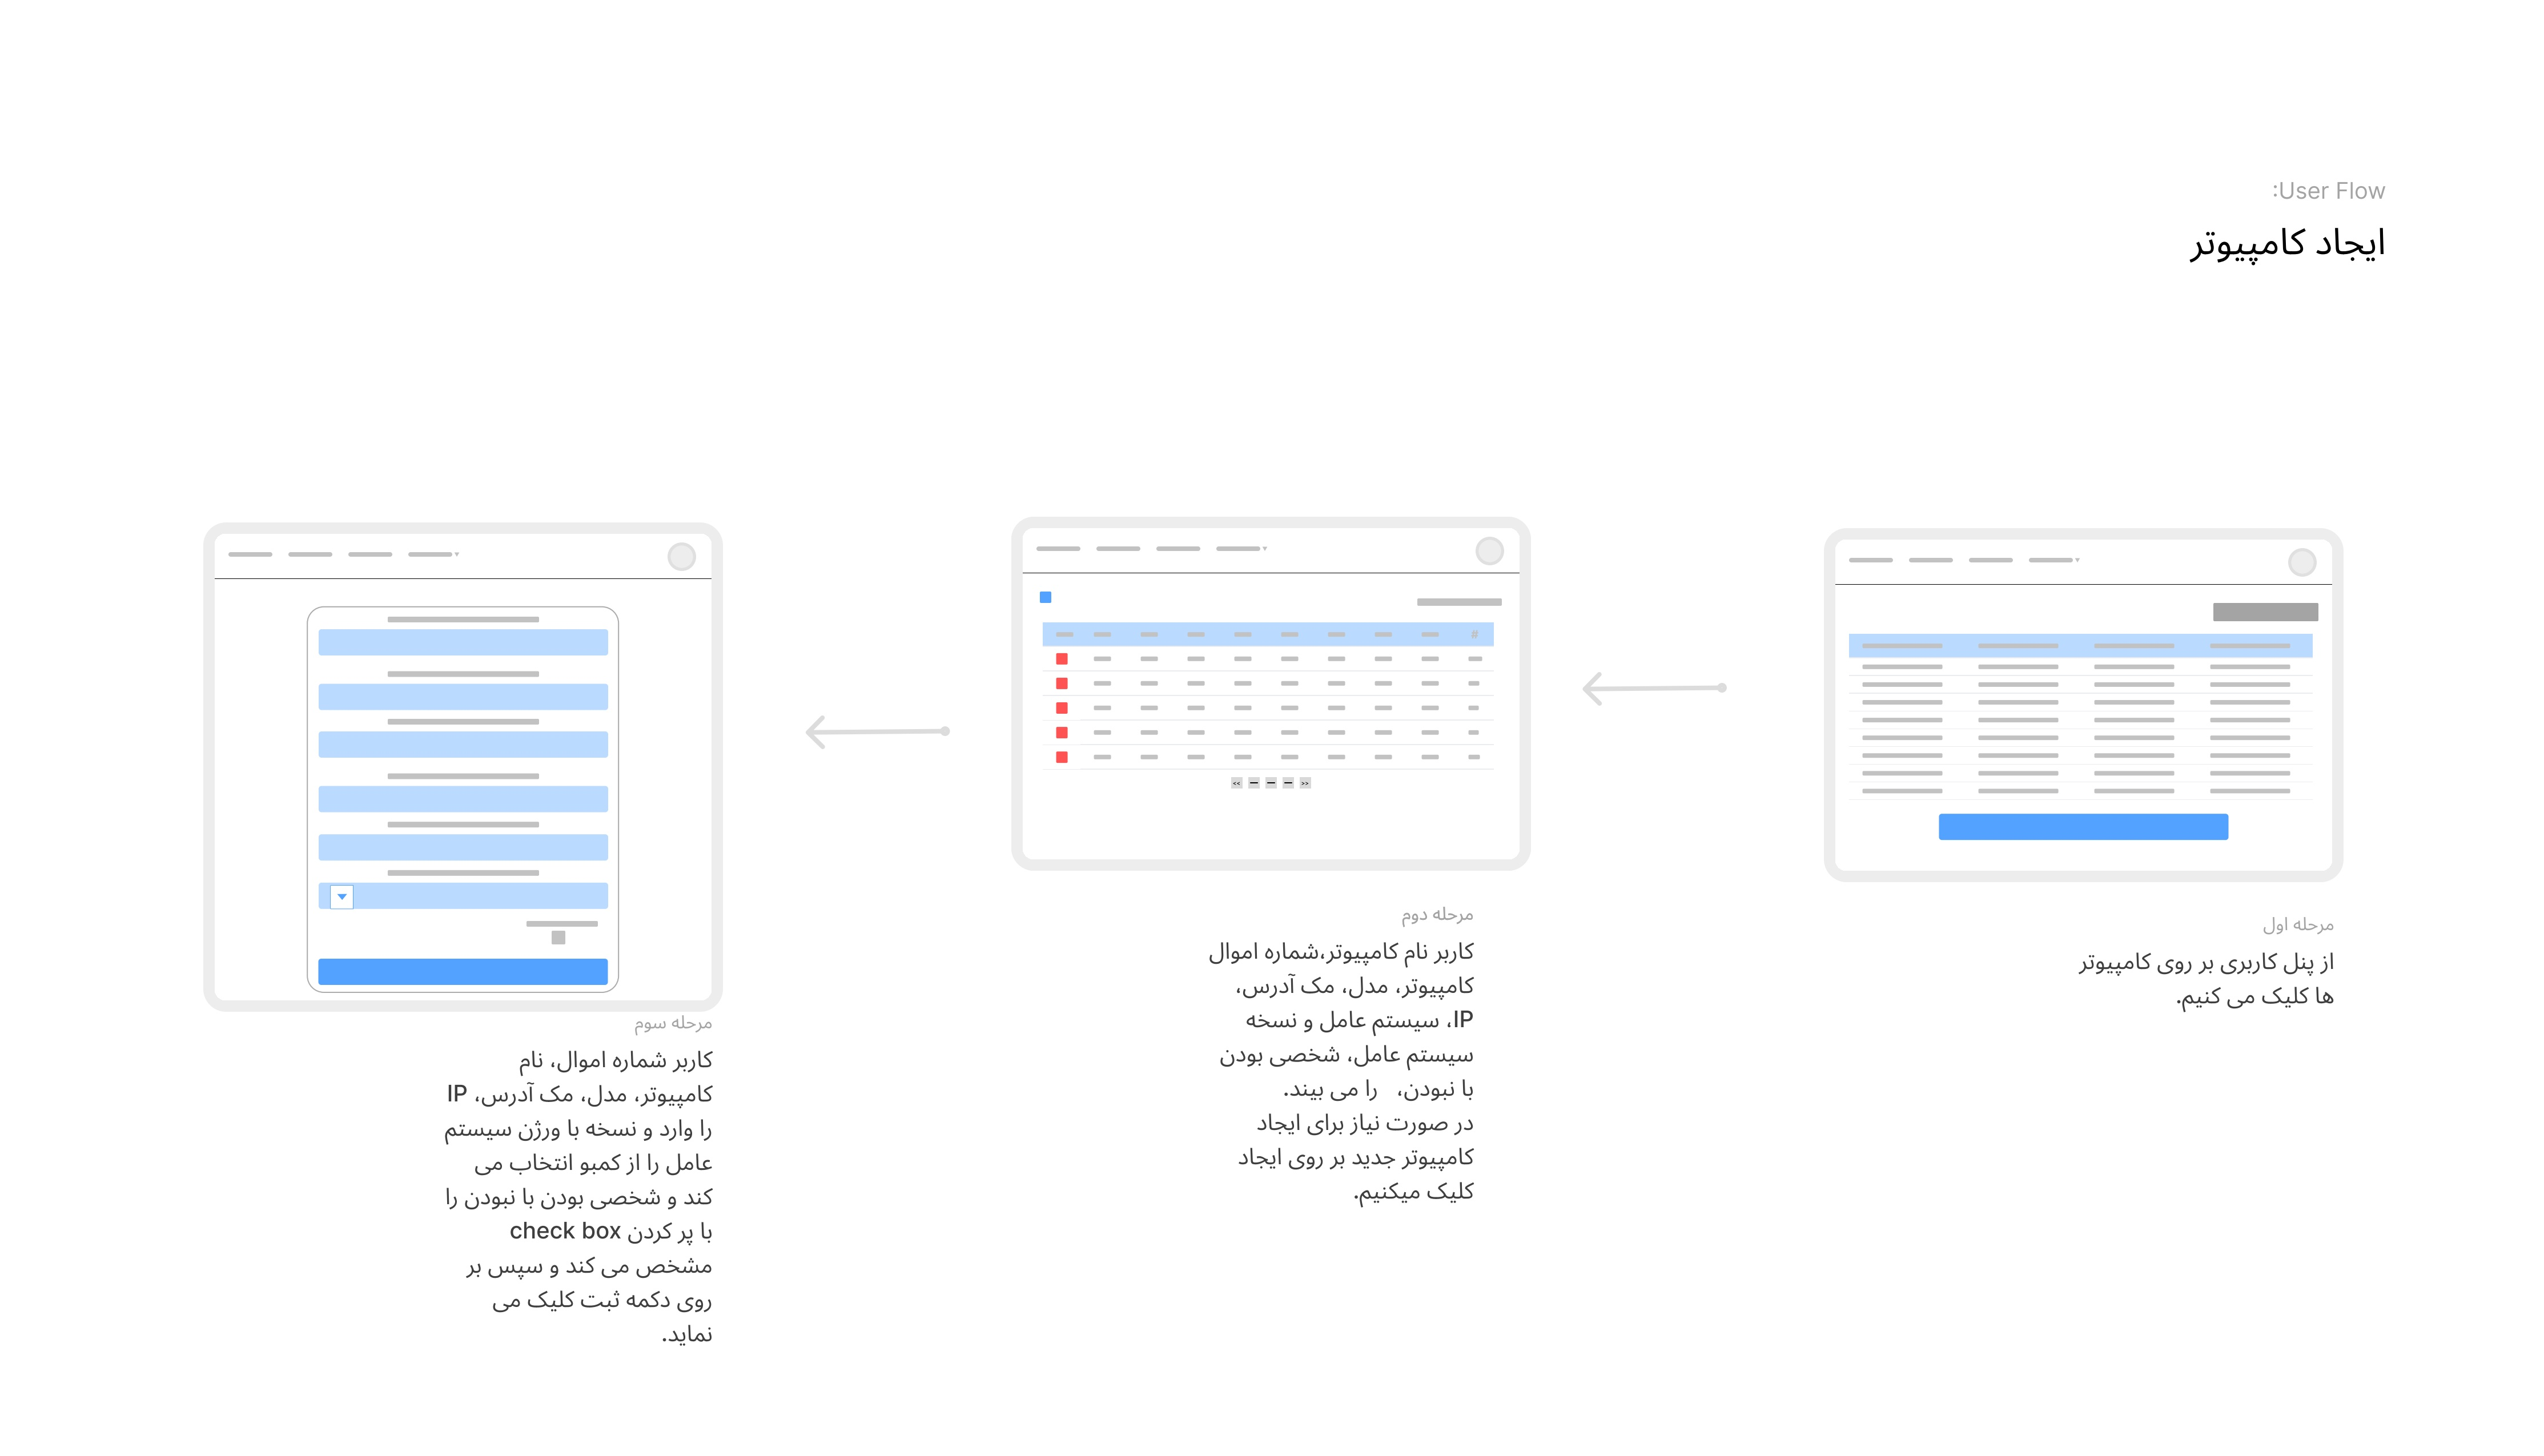 User Flow:
ایجاد کامپیوتر
مرحله اول
از پنل کاربری بر روی کامپیوتر
ها کلیک می کنیم.
#
<< >>
مرحله دوم
کاربر نام کامپیوتر،شماره اموال
کامپیوتر، مدل، مک آدرس،
IP، سیستم عامل و نسخه
سیستم عامل، شخصی بودن
با نبودن،   را می بیند.
در صورت نیاز برای ایجاد
کامپیوتر جدید بر روی ایجاد
کلیک میکنیم.
مرحله سوم
کاربر شماره اموال، نام
کامپیوتر، مدل، مک آدرس، IP
را وارد و نسخه با ورژن سیستم
عامل را از کمبو انتخاب می
کند و شخصی بودن با نبودن را
با پر کردن check box
مشخص می کند و سپس بر
روی دکمه ثبت کلیک می
نماید.